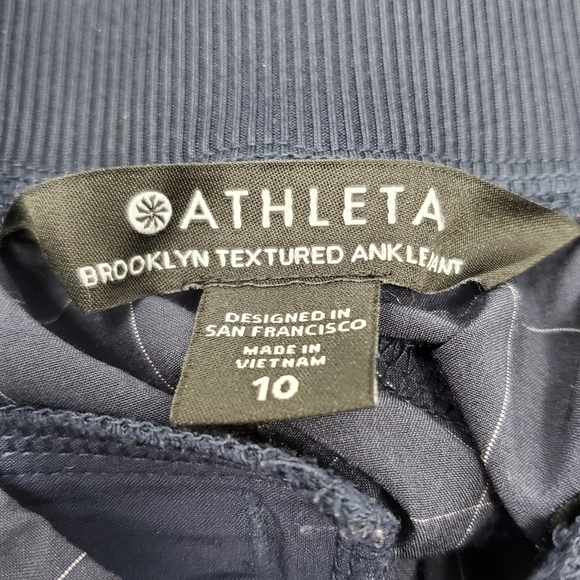 ATHLETA
BROOKLYN TEXTURED ANKLE PANT
DESIGNED IN
SAN FRANCISCO
MADE IN
VIETNAM
10